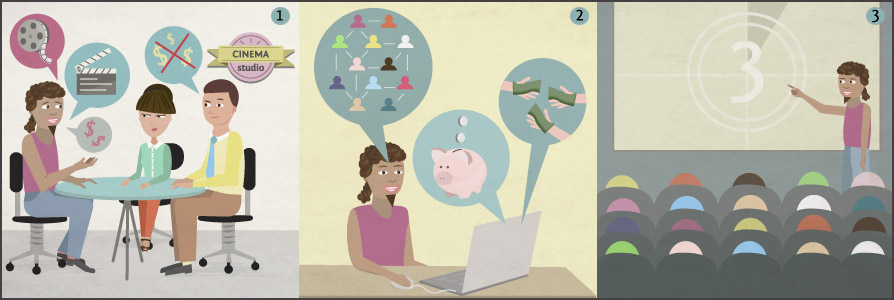 1
$ $ $
CINEMA
studio
$ $
2
3
3